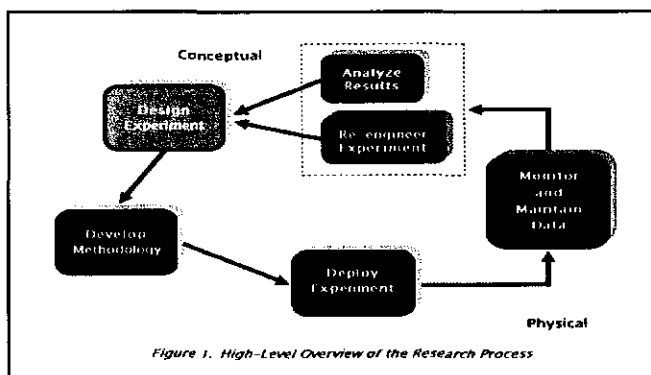 Conceptual
Analyze
Results
Design
Experiment
Re-engineer
Experiment
Monitor
and
Maintain
Data
Develop
Methodology
Deploy
Experiment
Physical
Figure 1. High-Level Overview of the Research Process